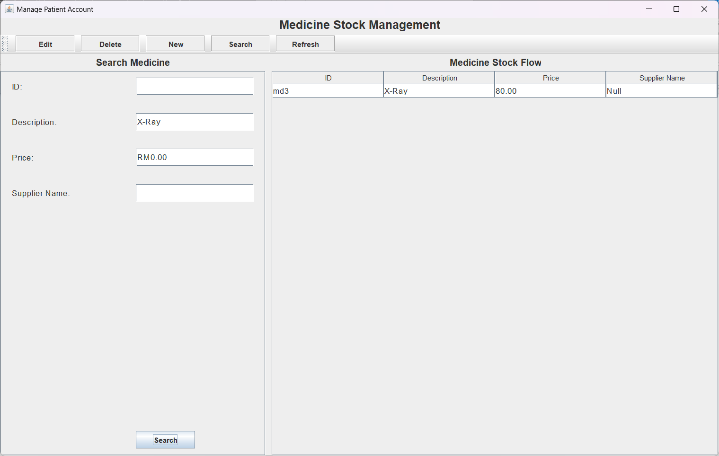 Manage Patient Account
Medicine Stock Management
Edit Delete New Search Refresh
Search Medicine
ID:
Description: X-Ray
Price: RM0.00
Supplier Name:
Search
Medicine Stock Flow
ID Description Price Supplier Name
md3 X-Ray 80.00 Null